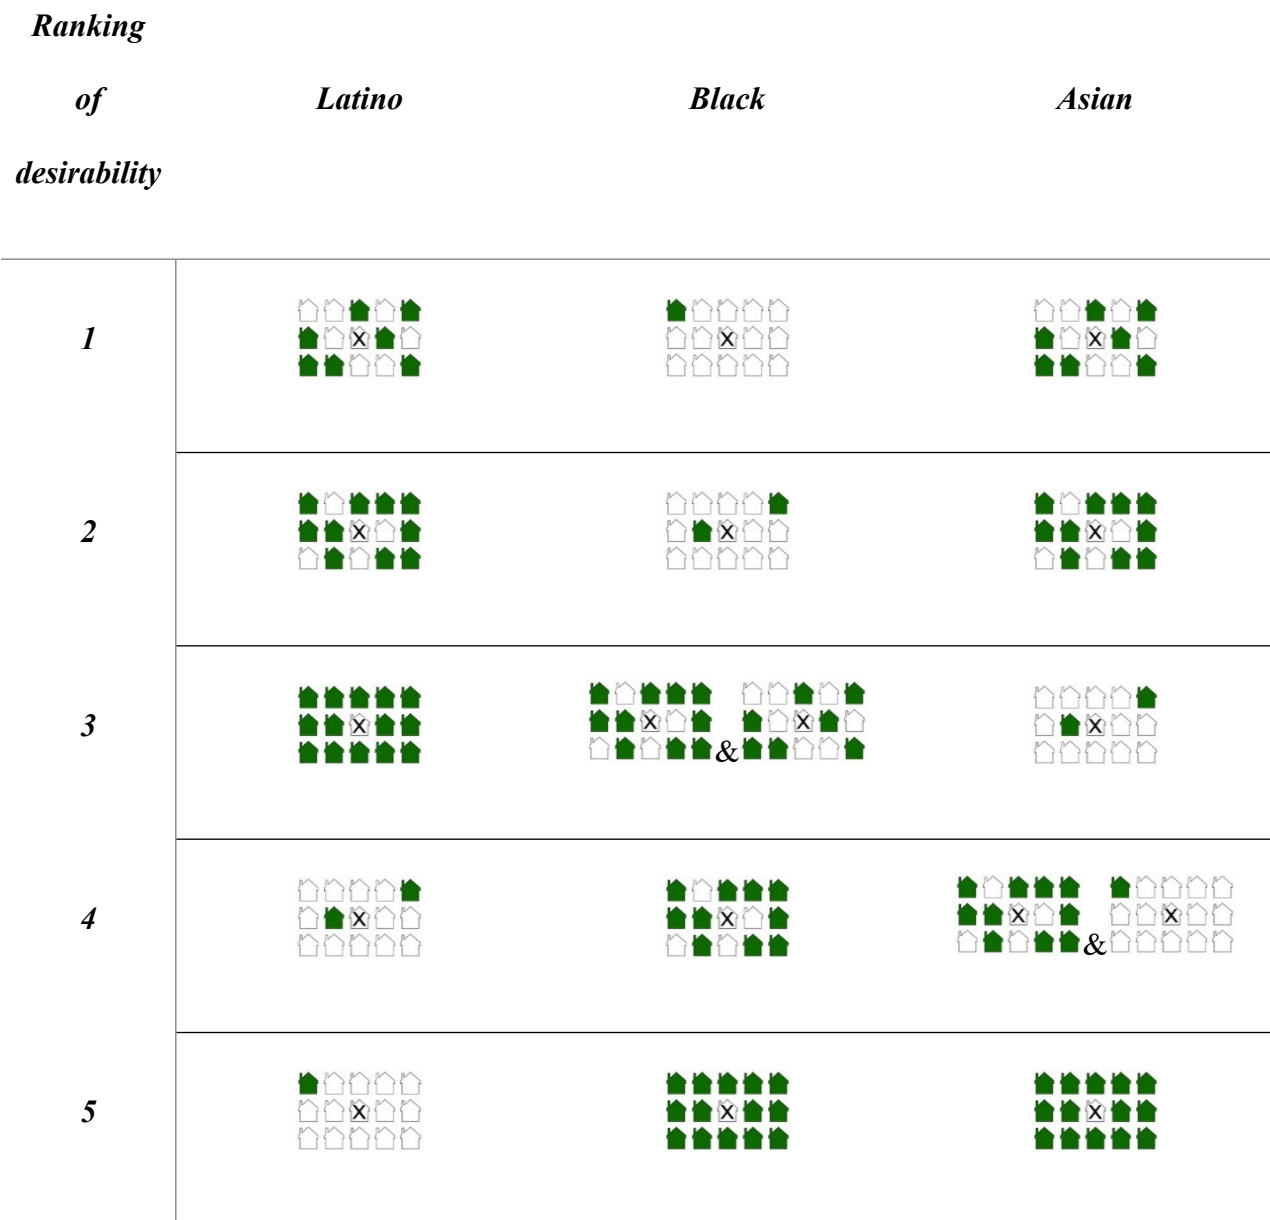 Ranking
of
desirability
Latino Black Asian
1
X X X
2
X X X
3
X X & X X
4
X X X & X
5
X X X